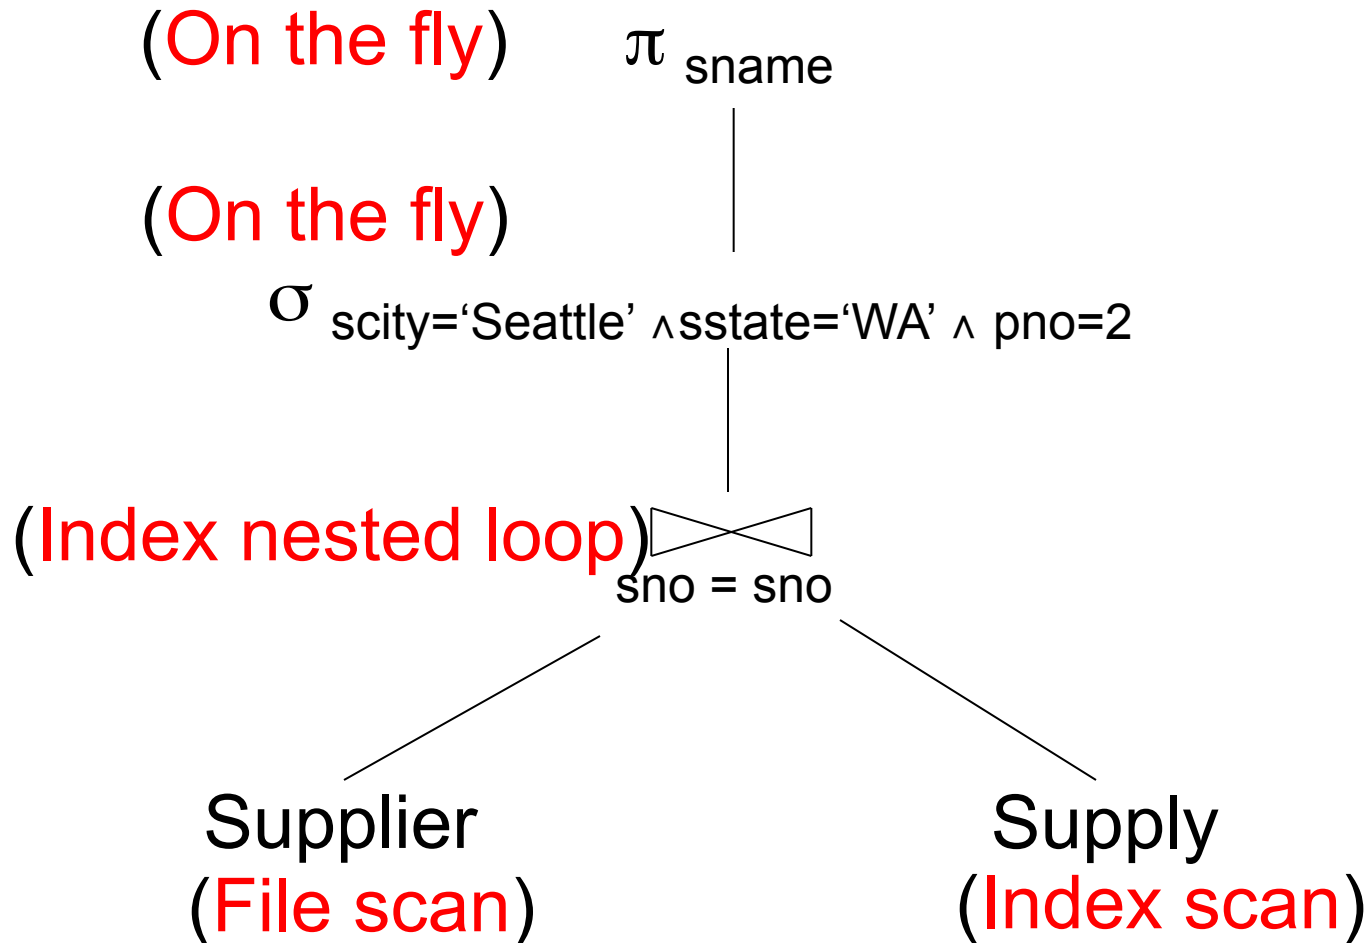 (On the fly) π sname
(On the fly)
σ scity=‘Seattle’ ∧sstate=‘WA’ ∧ pno=2
(Index nested loop)
sno = sno
Supplier Supply
(File scan) (Index scan)